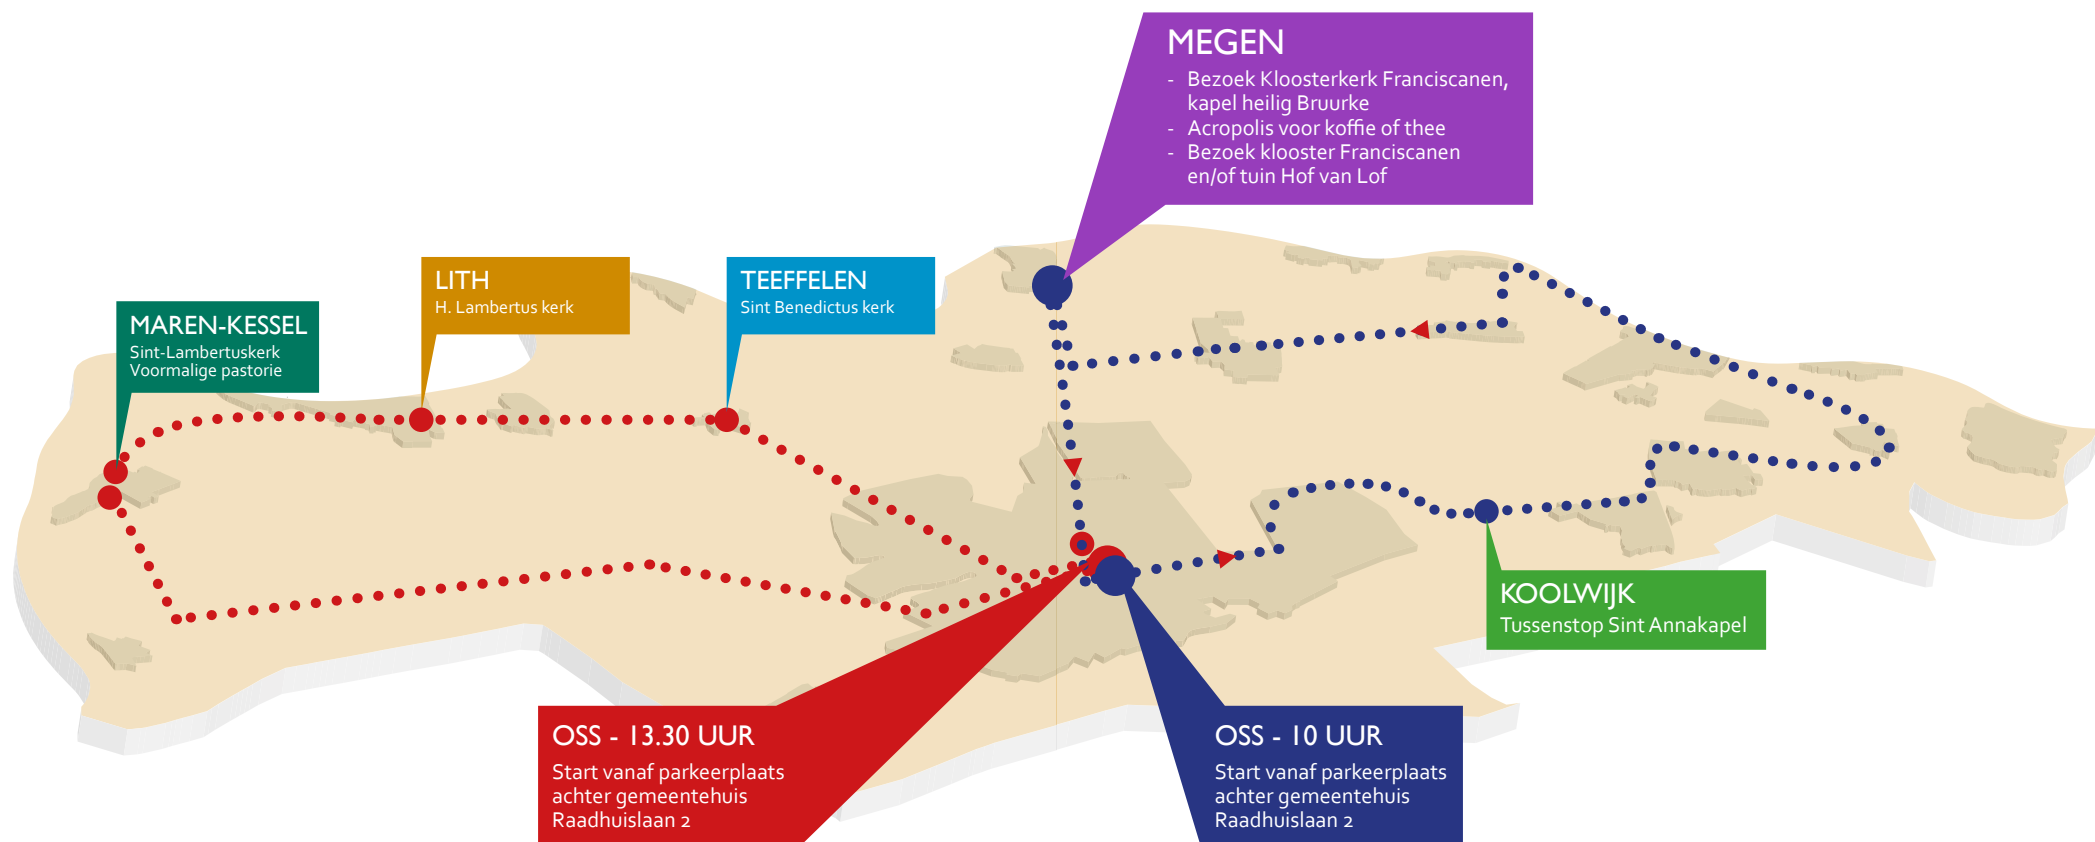 MEGEN
- Bezoek Kloosterkerk Franciscanen,
kapel heilig Bruurke
- Acropolis voor koffie of thee
- Bezoek klooster Franciscanen
en/of tuin Hof van Lof
LITH
H. Lambertus kerk
TEEFFELEN
Sint Benedictus kerk
MAREN-KESSEL
Sint-Lambertuskerk
Voormalige pastorie
KOOLWIJK
Tussenstop Sint Annakapel
OSS - 13.30 UUR
Start vanaf parkeerplaats
achter gemeentehuis
Raadhuislaan 2
OSS - 10 UUR
Start vanaf parkeerplaats
achter gemeentehuis
Raadhuislaan 2